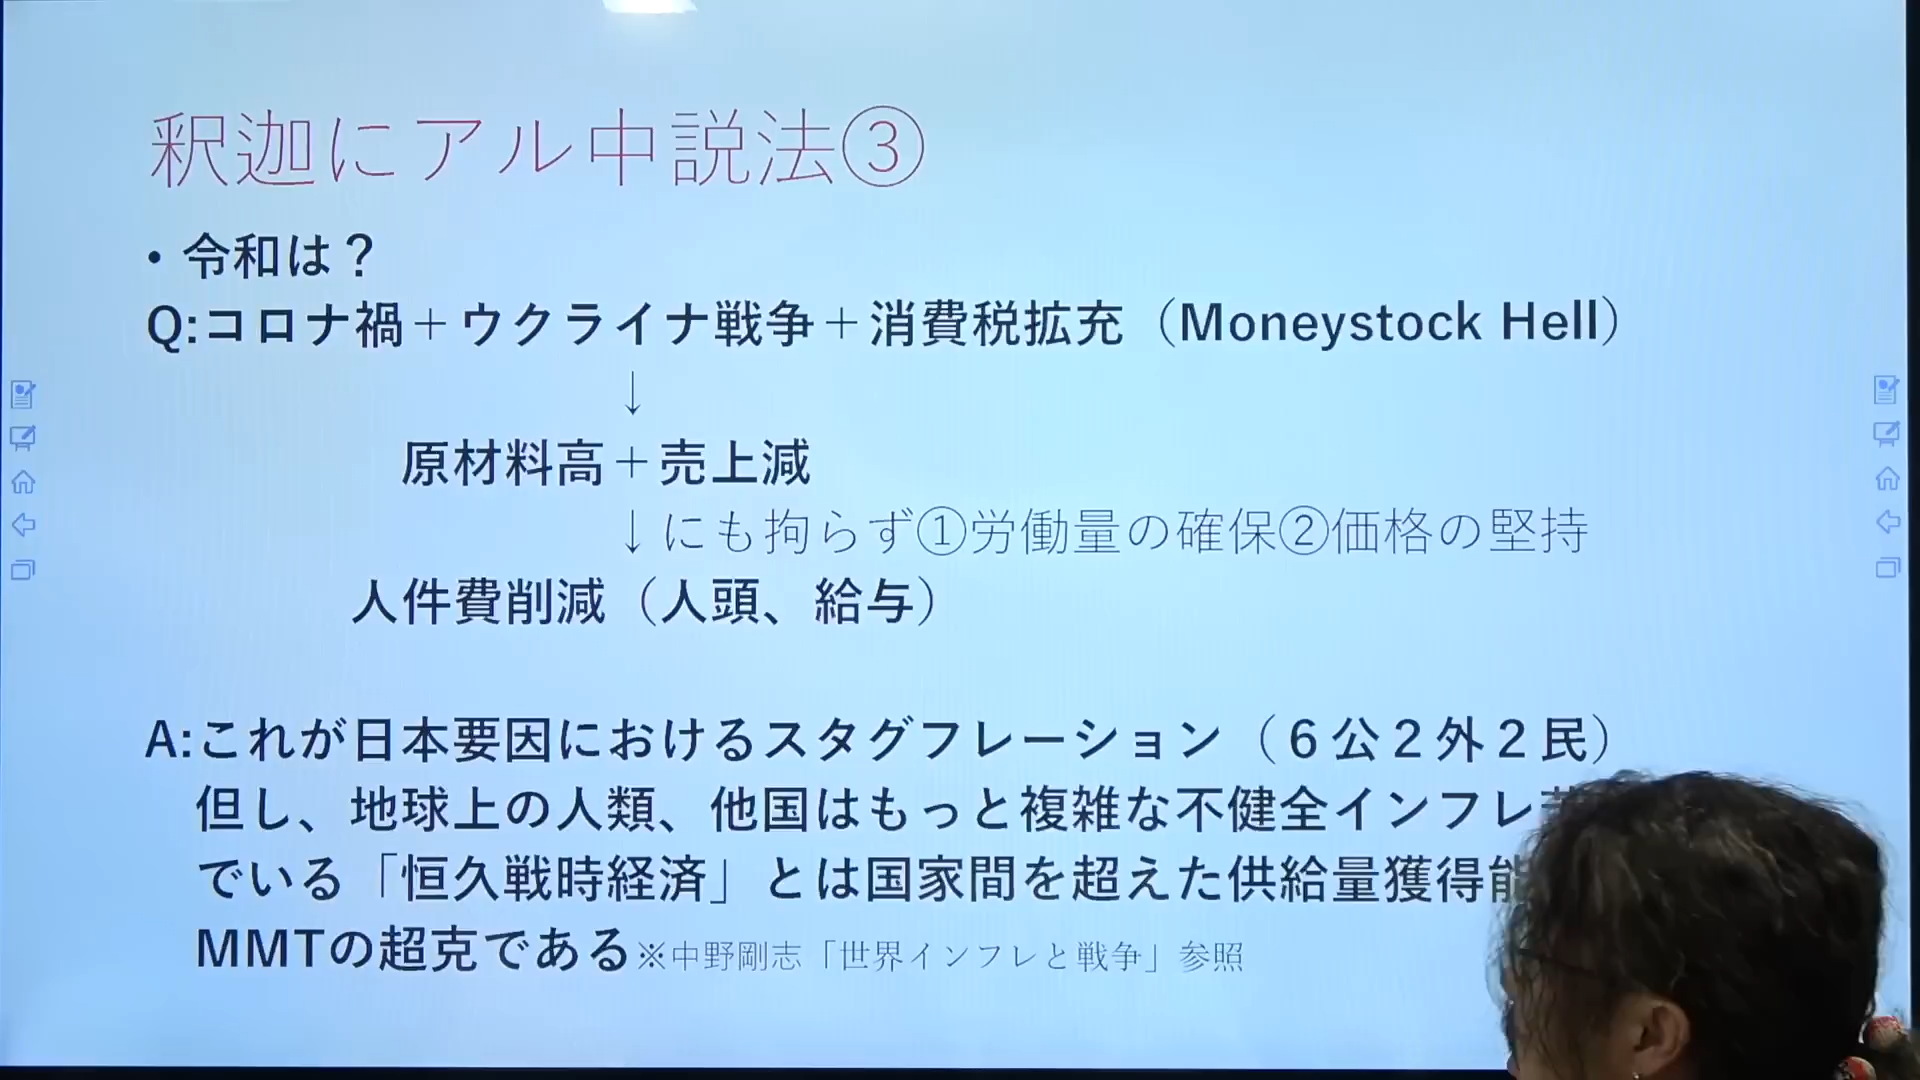 釈迦にアル中説法③
・令和は？
Q:コロナ禍＋ウクライナ戦争＋消費税拡充（Moneystock Hell）
↓
原材料高＋売上減
↓にも拘らず①労働量の確保②価格の堅持
人件費削減（人頭、給与）
A:これが日本要因におけるスタグフレーション（６公２外２民）
但し、地球上の人類、他国はもっと複雑な不健全インフレ
でいる「恒久戦時経済」とは国家間を超えた供給量獲得能
MMTの超克である※中野剛志「世界インフレと戦争」参照